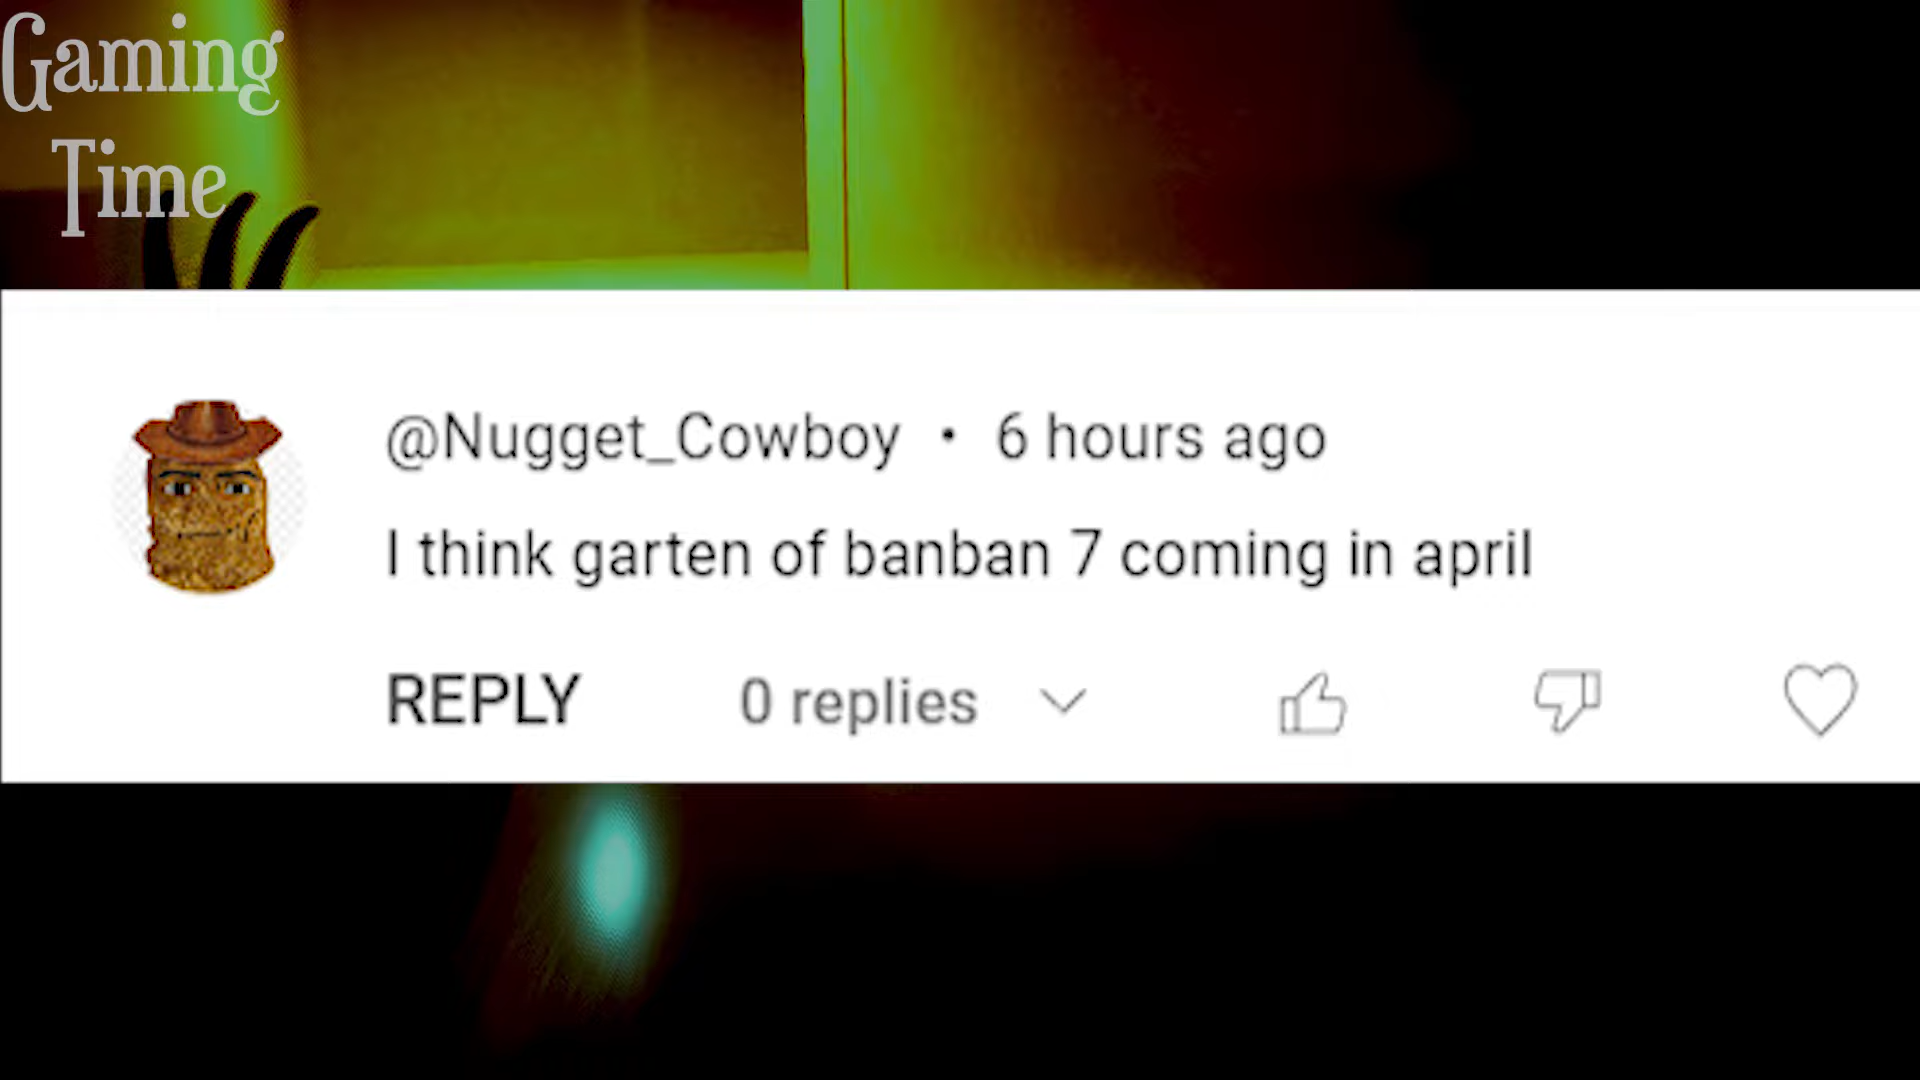 Gaming
Time
@Nugget_Cowboy • 6 hours ago
I think garten of banban 7 coming in april
REPLY 0 replies